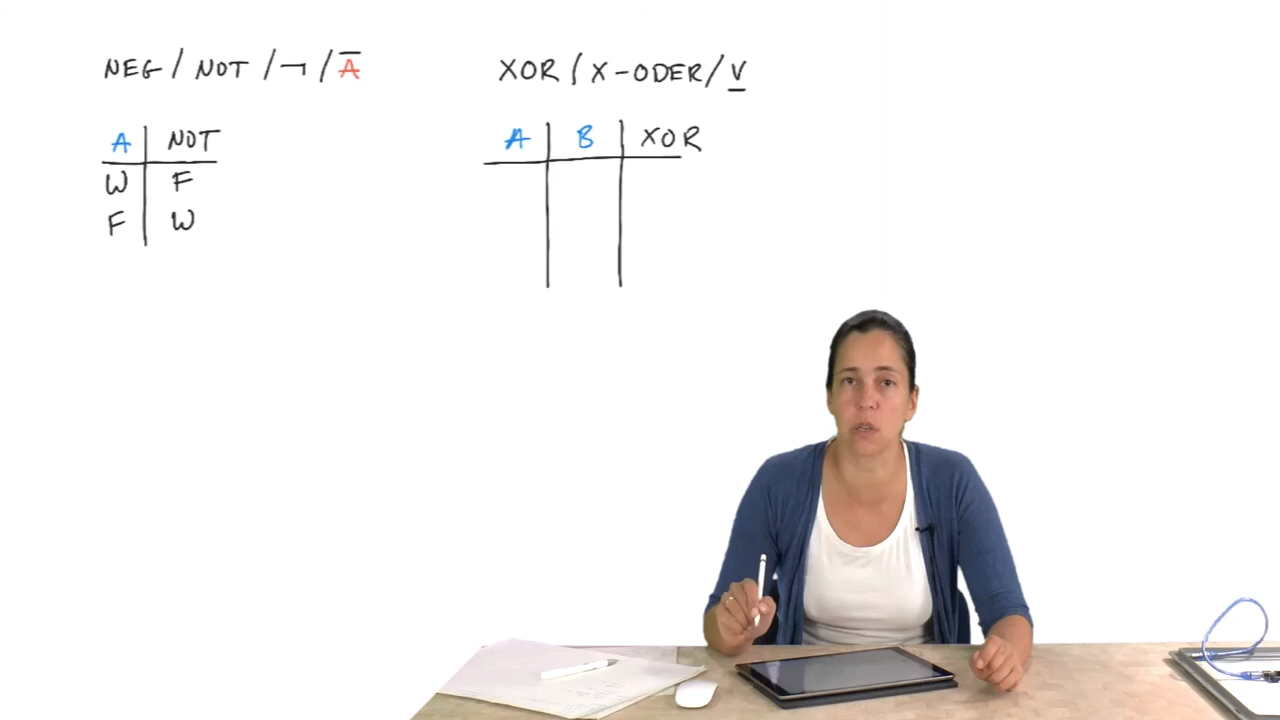 NEG / NOT / ¬ / A̅
XOR / X-ODER / V̲
A NOT
W F
F W
A B XOR